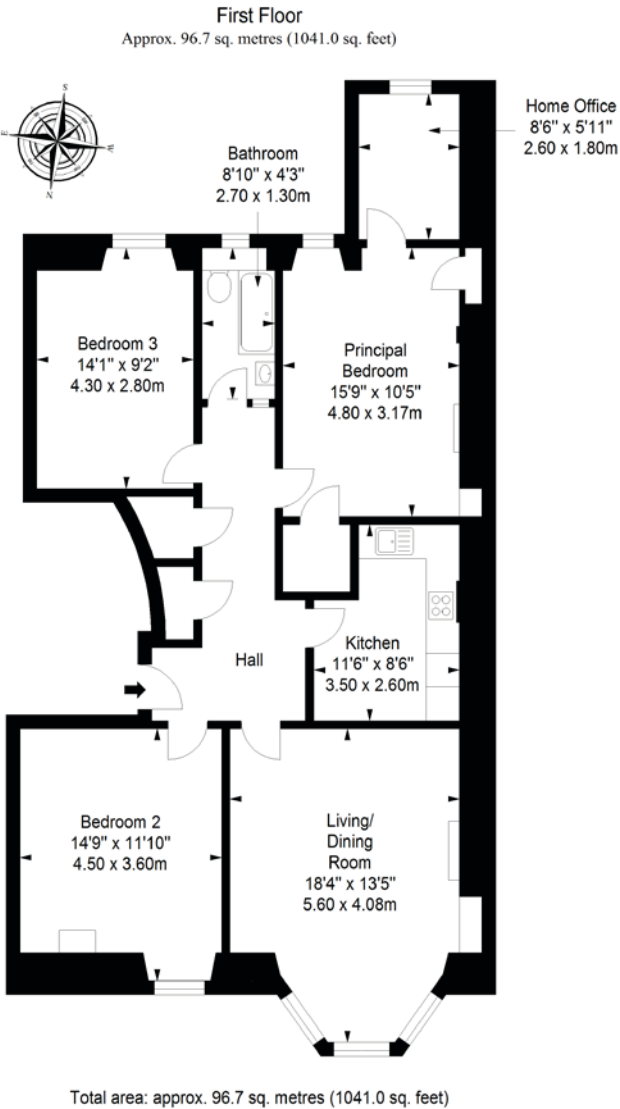 First Floor
Approx. 96.7 sq. metres (1041.0 sq. feet)
S
E
W
N
Home Office
8'6" x 5'11"
2.60 x 1.80m
Bathroom
8'10" x 4'3"
2.70 x 1.30m
Bedroom 3
14'1" x 9'2"
4.30 x 2.80m
Principal
Bedroom
15'9" x 10'5"
4.80 x 3.17m
Kitchen
11'6" x 8'6"
3.50 x 2.60m
Hall
Bedroom 2
14'9" x 11'10"
4.50 x 3.60m
Living/
Dining
Room
18'4" x 13'5"
5.60 x 4.08m
Total area: approx. 96.7 sq. metres (1041.0 sq. feet)